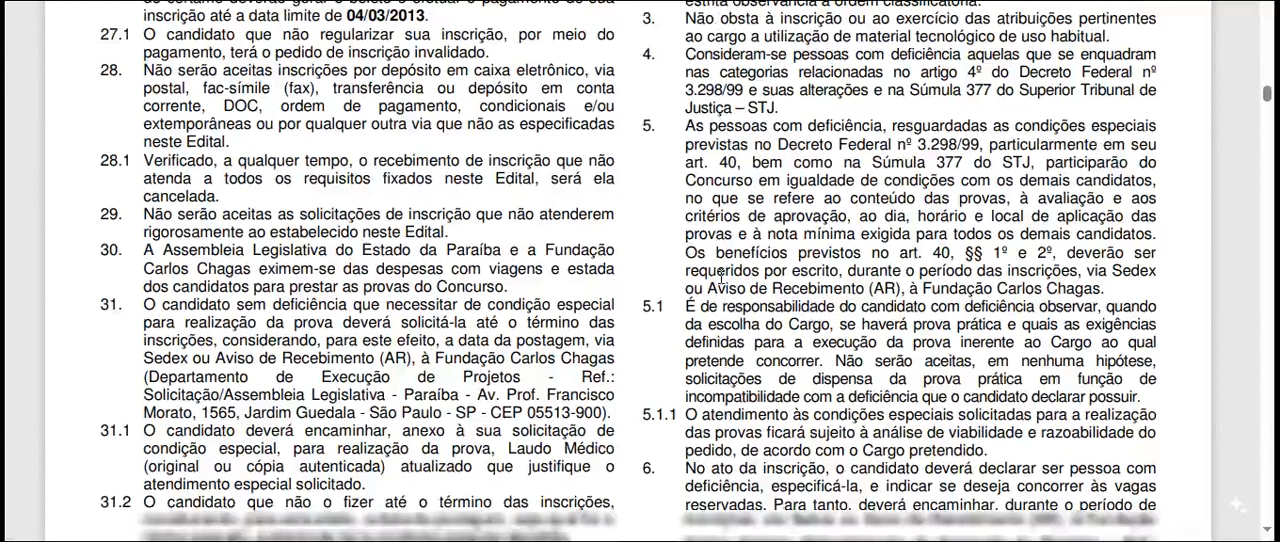 inscrição até a data limite de 04/03/2013.
27.1 O candidato que não regularizar sua inscrição, por meio do
pagamento, terá o pedido de inscrição invalidado.
28. Não serão aceitas inscrições por depósito em caixa eletrônico, via
postal, fac-símile (fax), transferência ou depósito em conta
corrente, DOC, ordem de pagamento, condicionais e/ou
extemporâneas ou por qualquer outra via que não as especificadas
neste Edital.
28.1 Verificado, a qualquer tempo, o recebimento de inscrição que não
atenda a todos os requisitos fixados neste Edital, será ela
cancelada.
29. Não serão aceitas as solicitações de inscrição que não atenderem
rigorosamente ao estabelecido neste Edital.
30. A Assembleia Legislativa do Estado da Paraíba e a Fundação
Carlos Chagas eximem-se das despesas com viagens e estada
dos candidatos para prestar as provas do Concurso.
31. O candidato sem deficiência que necessitar de condição especial
para realização da prova deverá solicitá-la até o término das
inscrições, considerando, para este efeito, a data da postagem, via
Sedex ou Aviso de Recebimento (AR), à Fundação Carlos Chagas
(Departamento de Execução de Projetos - Ref.:
Solicitação/Assembleia Legislativa - Paraíba - Av. Prof. Francisco
Morato, 1565, Jardim Guedala - São Paulo - SP - CEP 05513-900).
31.1 O candidato deverá encaminhar, anexo à sua solicitação de
condição especial, para realização da prova, Laudo Médico
(original ou cópia autenticada) atualizado que justifique o
atendimento especial solicitado.
31.2 O candidato que não o fizer até o término das inscrições,
estrita observância à ordem classificatória.
3. Não obsta à inscrição ou ao exercício das atribuições pertinentes
ao cargo a utilização de material tecnológico de uso habitual.
4. Consideram-se pessoas com deficiência aquelas que se enquadram
nas categorias relacionadas no artigo 4º do Decreto Federal nº
3.298/99 e suas alterações e na Súmula 377 do Superior Tribunal de
Justiça – STJ.
5. As pessoas com deficiência, resguardadas as condições especiais
previstas no Decreto Federal nº 3.298/99, particularmente em seu
art. 40, bem como na Súmula 377 do STJ, participarão do
Concurso em igualdade de condições com os demais candidatos,
no que se refere ao conteúdo das provas, à avaliação e aos
critérios de aprovação, ao dia, horário e local de aplicação das
provas e à nota mínima exigida para todos os demais candidatos.
Os benefícios previstos no art. 40, §§ 1º e 2º, deverão ser
requeridos por escrito, durante o período das inscrições, via Sedex
ou Aviso de Recebimento (AR), à Fundação Carlos Chagas.
5.1 É de responsabilidade do candidato com deficiência observar, quando
da escolha do Cargo, se haverá prova prática e quais as exigências
definidas para a execução da prova inerente ao Cargo ao qual
pretende concorrer. Não serão aceitas, em nenhuma hipótese,
solicitações de dispensa da prova prática em função de
incompatibilidade com a deficiência que o candidato declarar possuir.
5.1.1 O atendimento às condições especiais solicitadas para a realização
das provas ficará sujeito à análise de viabilidade e razoabilidade do
pedido, de acordo com o Cargo pretendido.
6. No ato da inscrição, o candidato deverá declarar ser pessoa com
deficiência, especificá-la, e indicar se deseja concorrer às vagas
reservadas. Para tanto, deverá encaminhar, durante o período de